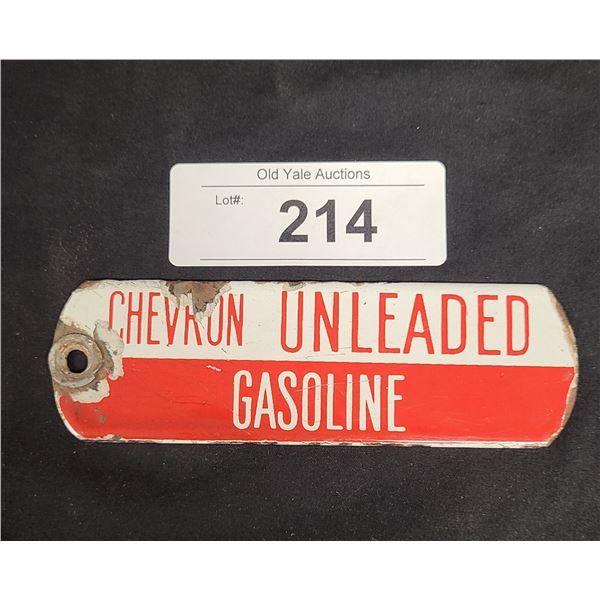 Old Yale Auctions
Lot#:
214
CHEVRON UNLEADED
GASOLINE